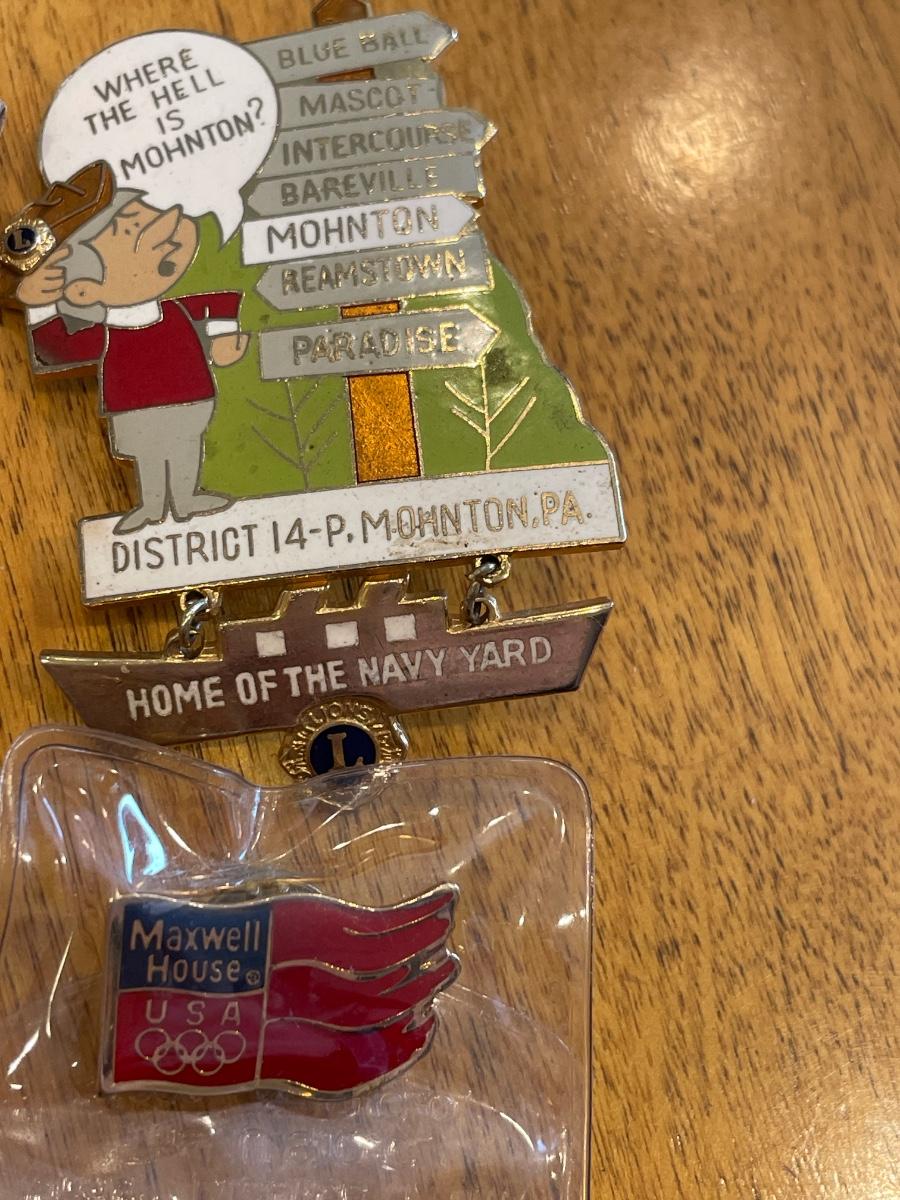 WHERE
THE HELL
IS
MOHNTON?
BLUE BALL
MASCOT
INTERCOURSE
BAREVILLE
MOHNTON
REAMSTOWN
PARADISE
L
DISTRICT 14-P. MOHNTON, PA.
HOME OF THE NAVY YARD
LIONS
L
Maxwell
House®
USA